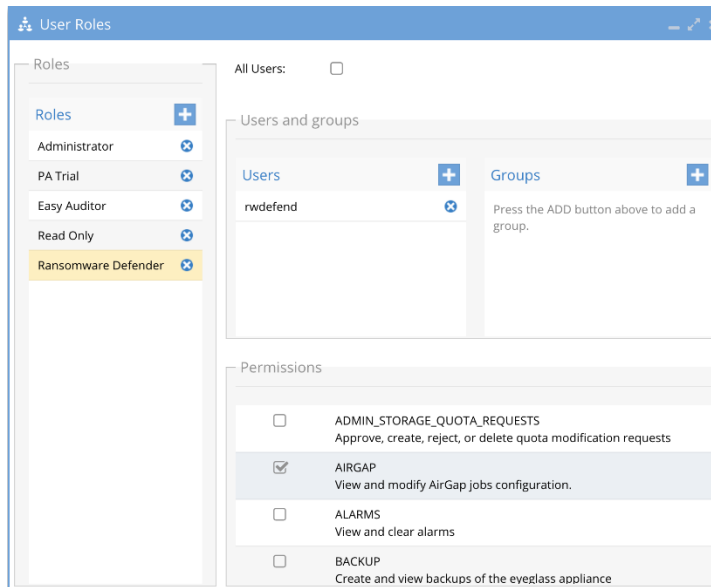 User Roles
Roles
Roles
Administrator
PA Trial
Easy Auditor
Read Only
Ransomware Defender
All Users:
Users and groups
Users
rwdefend
Groups
Press the ADD button above to add a
group.
Permissions
ADMIN_STORAGE_QUOTA_REQUESTS
Approve, create, reject, or delete quota modification requests
AIRGAP
View and modify AirGap jobs configuration.
ALARMS
View and clear alarms
BACKUP
Create and view backups of the eyeglass appliance